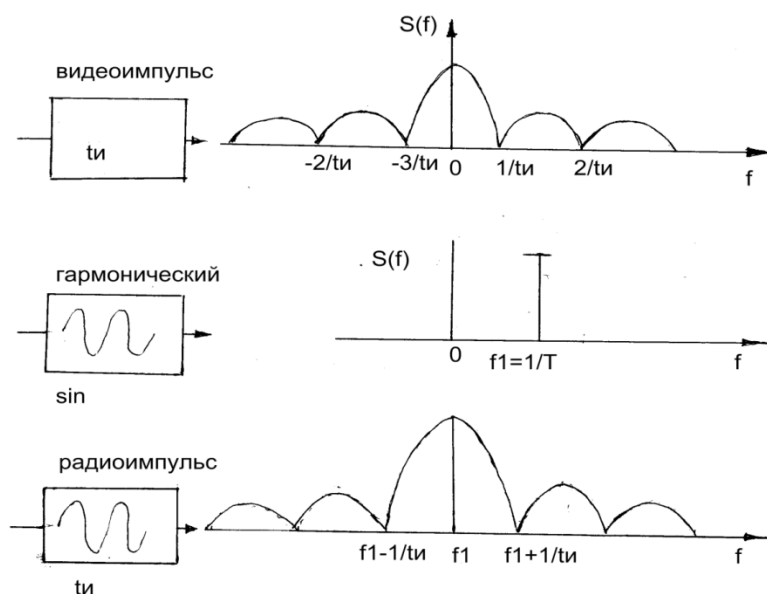 S(f)
видеоимпульс
tи
-2/tи -3/tи 0 1/tи 2/tи f
гармонический
S(f)
0 f1=1/T f
sin
радиоимпульс
f1-1/tи f1 f1+1/tи f
tи